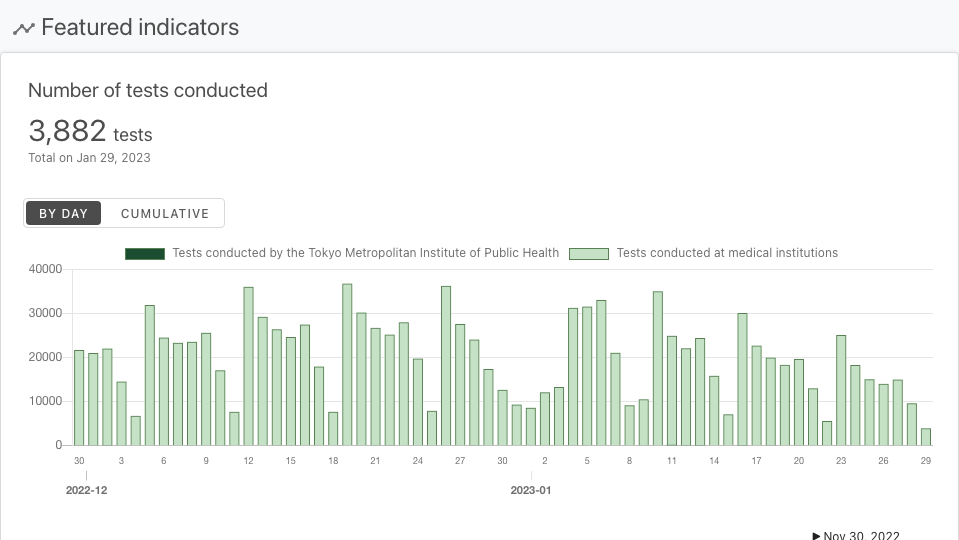 Featured indicators
Number of tests conducted
3,882 tests
Total on Jan 29, 2023
BY DAY CUMULATIVE
Tests conducted by the Tokyo Metropolitan Institute of Public Health Tests conducted at medical institutions
40000
30000
20000
10000
0
30 3 6 9 12 15 18 21 24 27 30 2 5 8 11 14 17 20 23 26 29
2022-12 2023-01
▶ Nov 30, 2022